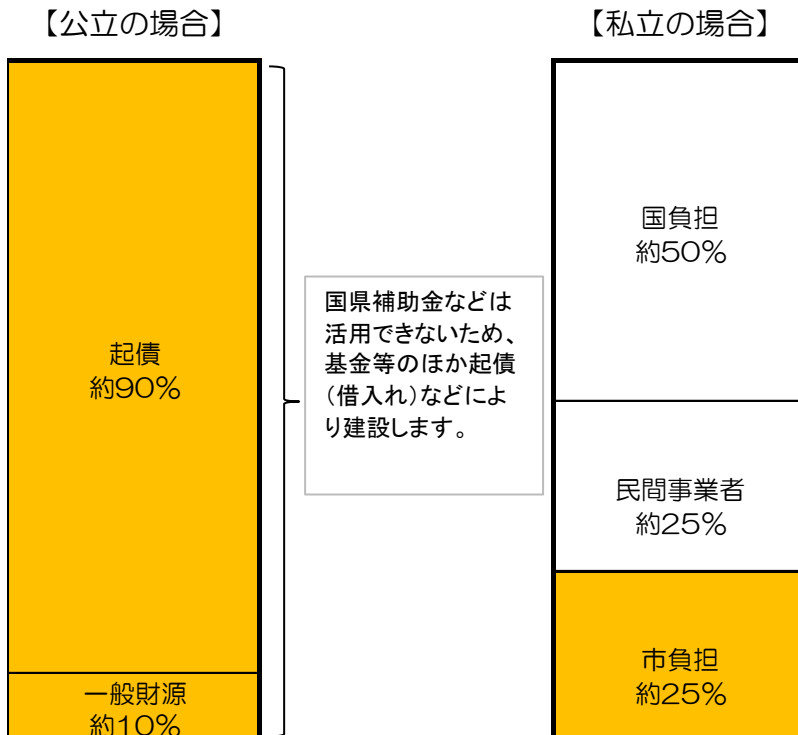 【公立の場合】
起債
約90%
一般財源
約10%
国県補助金などは
活用できないため、
基金等のほか起債
(借入れ)などによ
り建設します。
【私立の場合】
国負担
約50%
民間事業者
約25%
市負担
約25%